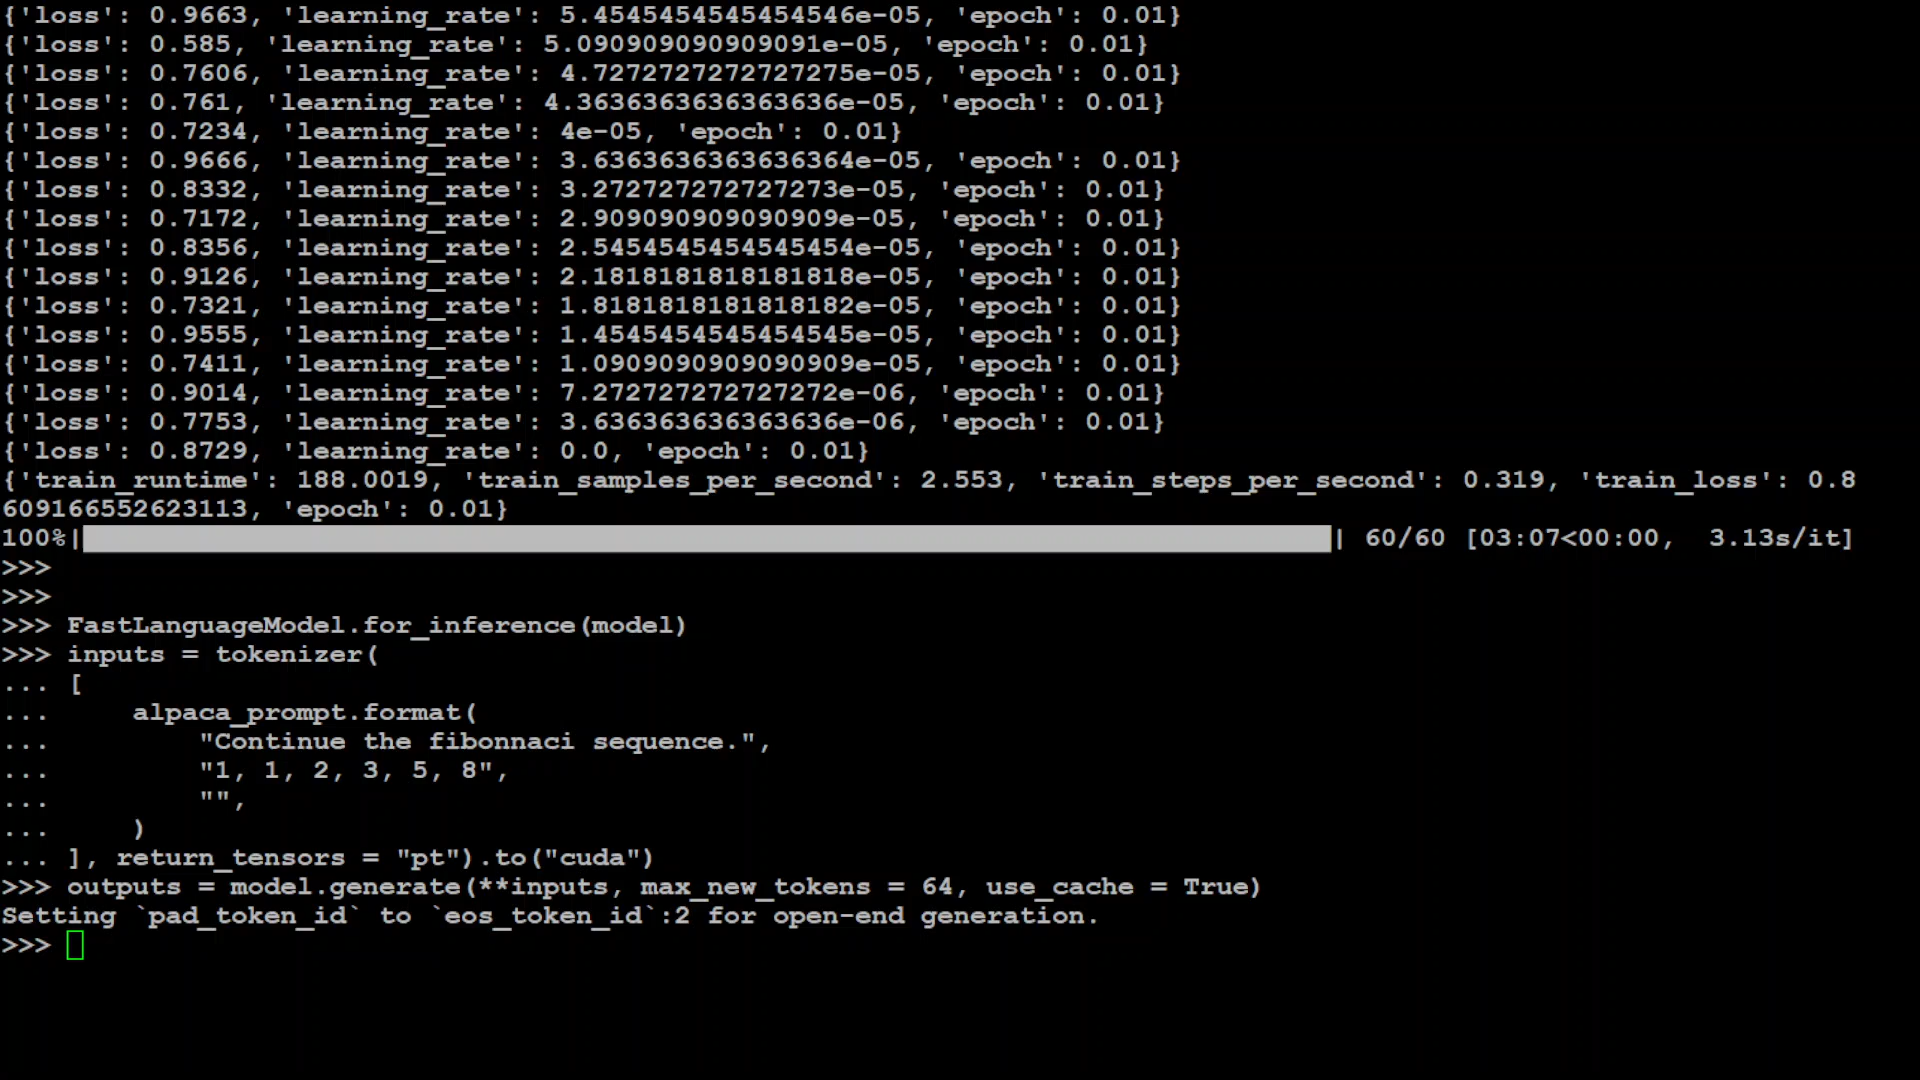 {'loss': 0.9663, 'learning_rate': 5.4545454545454546e-05, 'epoch': 0.01}
{'loss': 0.585, 'learning_rate': 5.090909090909091e-05, 'epoch': 0.01}
{'loss': 0.7606, 'learning_rate': 4.7272727272727275e-05, 'epoch': 0.01}
{'loss': 0.761, 'learning_rate': 4.3636363636363636e-05, 'epoch': 0.01}
{'loss': 0.7234, 'learning_rate': 4e-05, 'epoch': 0.01}
{'loss': 0.9666, 'learning_rate': 3.6363636363636364e-05, 'epoch': 0.01}
{'loss': 0.8332, 'learning_rate': 3.272727272727273e-05, 'epoch': 0.01}
{'loss': 0.7172, 'learning_rate': 2.909090909090909e-05, 'epoch': 0.01}
{'loss': 0.8356, 'learning_rate': 2.5454545454545454e-05, 'epoch': 0.01}
{'loss': 0.9126, 'learning_rate': 2.1818181818181818e-05, 'epoch': 0.01}
{'loss': 0.7321, 'learning_rate': 1.8181818181818182e-05, 'epoch': 0.01}
{'loss': 0.9555, 'learning_rate': 1.4545454545454545e-05, 'epoch': 0.01}
{'loss': 0.7411, 'learning_rate': 1.0909090909090909e-05, 'epoch': 0.01}
{'loss': 0.9014, 'learning_rate': 7.272727272727272e-06, 'epoch': 0.01}
{'loss': 0.7753, 'learning_rate': 3.636363636363636e-06, 'epoch': 0.01}
{'loss': 0.8729, 'learning_rate': 0.0, 'epoch': 0.01}
{'train_runtime': 188.0019, 'train_samples_per_second': 2.553, 'train_steps_per_second': 0.319, 'train_loss': 0.8
609166552623113, 'epoch': 0.01}
100%| | 60/60 [03:07<00:00,  3.13s/it]
>>>
>>>
>>> FastLanguageModel.for_inference(model)
>>> inputs = tokenizer(
... [
...     alpaca_prompt.format(
...         "Continue the fibonnaci sequence.",
...         "1, 1, 2, 3, 5, 8",
...         "",
...     )
... ], return_tensors = "pt").to("cuda")
>>> outputs = model.generate(**inputs, max_new_tokens = 64, use_cache = True)
Setting `pad_token_id` to `eos_token_id`:2 for open-end generation.
>>>